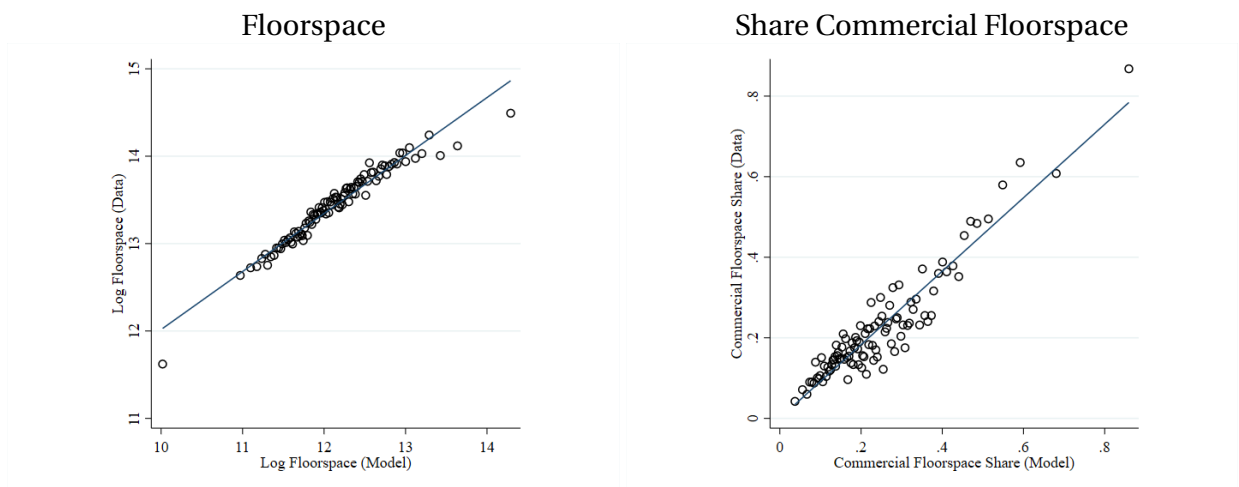 Floorspace
Share Commercial Floorspace
Log Floorspace (Data)
15
14
13
12
11
10 11 12 13 14
Log Floorspace (Model)
Commercial Floorspace Share (Data)
.8
.6
.4
.2
0
0 .2 .4 .6 .8
Commercial Floorspace Share (Model)